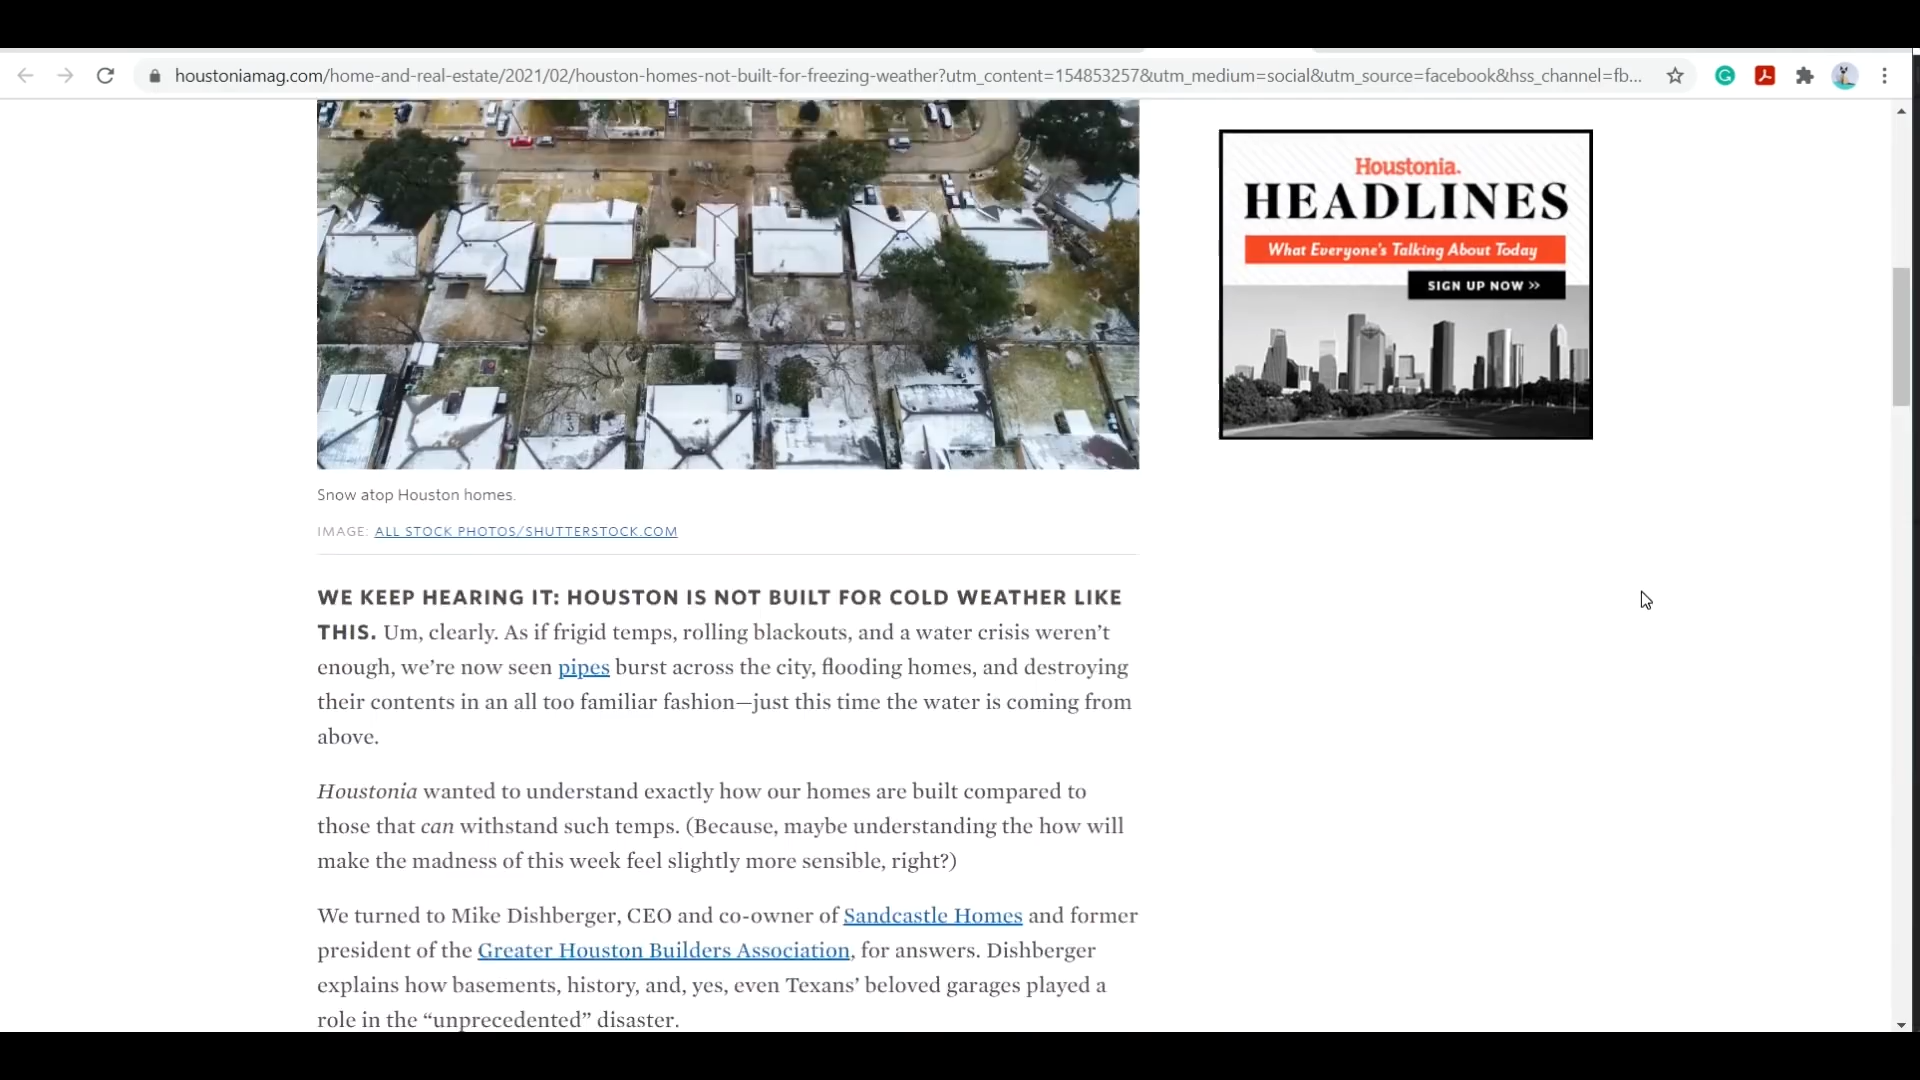 houstoniamag.com/home-and-real-estate/2021/02/houston-homes-not-built-for-freezing-weather?utm_content=154853257&utm_medium=social&utm_source=facebook&hss_channel=fb...
Houstonia.
HEADLINES
What Everyone's Talking About Today
SIGN UP NOW >>
Snow atop Houston homes.
IMAGE: ALL STOCK PHOTOS/SHUTTERSTOCK.COM
WE KEEP HEARING IT: HOUSTON IS NOT BUILT FOR COLD WEATHER LIKE
THIS. Um, clearly. As if frigid temps, rolling blackouts, and a water crisis weren't
enough, we're now seen pipes burst across the city, flooding homes, and destroying
their contents in an all too familiar fashion—just this time the water is coming from
above.
Houstonia wanted to understand exactly how our homes are built compared to
those that can withstand such temps. (Because, maybe understanding the how will
make the madness of this week feel slightly more sensible, right?)
We turned to Mike Dishberger, CEO and co-owner of Sandcastle Homes and former
president of the Greater Houston Builders Association, for answers. Dishberger
explains how basements, history, and, yes, even Texans' beloved garages played a
role in the “unprecedented” disaster.